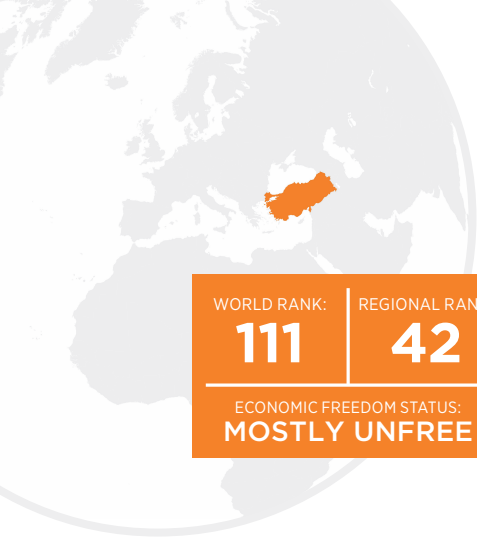 WORLD RANK:
111
REGIONAL RAN
42
ECONOMIC FREEDOM STATUS:
MOSTLY UNFREE